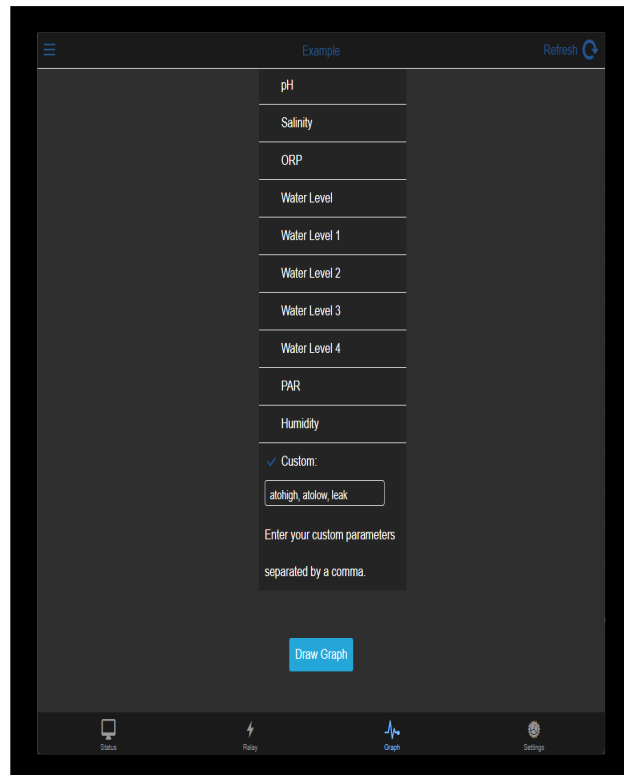 Example
Refresh
pH
Salinity
ORP
Water Level
Water Level 1
Water Level 2
Water Level 3
Water Level 4
PAR
Humidity
Custom:
atohigh, atolow, leak
Enter your custom parameters
separated by a comma.
Draw Graph
Status
Relay
Graph
Settings